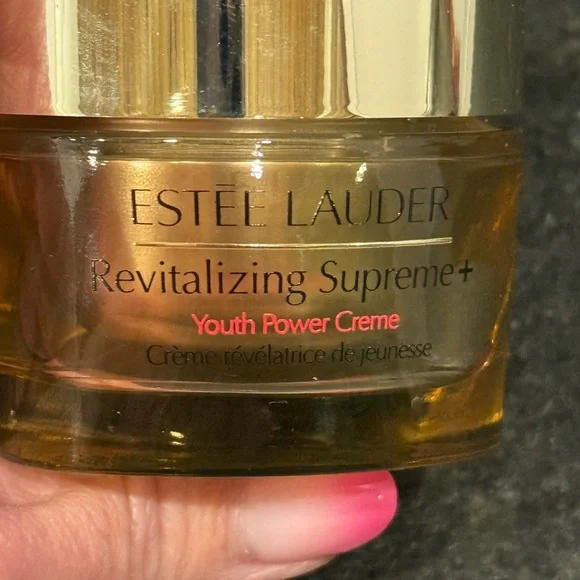 ESTĒE LAUDER
Revitalizing Supreme+
Youth Power Creme
Crème révélatrice de jeunesse